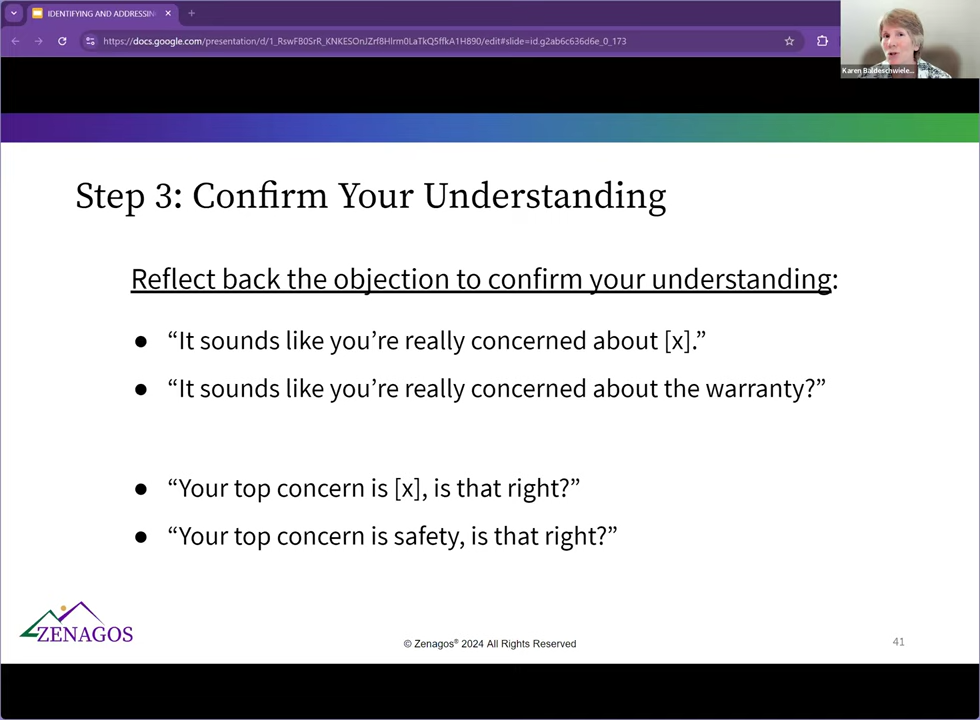 IDENTIFYING AND ADDRESSIN
https://docs.google.com/presentation/d/1_RswFB0SrR_KNKESOnJZrf8Hlrm0LaTkQ5ffkA1H890/edit#slide=id.g2ab6c636d6e_0_173
Karen Baldeschwiele...
Step 3: Confirm Your Understanding
Reflect back the objection to confirm your understanding:
● “It sounds like you’re really concerned about [x].”
● “It sounds like you’re really concerned about the warranty?”
● “Your top concern is [x], is that right?”
● “Your top concern is safety, is that right?”
ZENAGOS
© Zenagos® 2024 All Rights Reserved
41